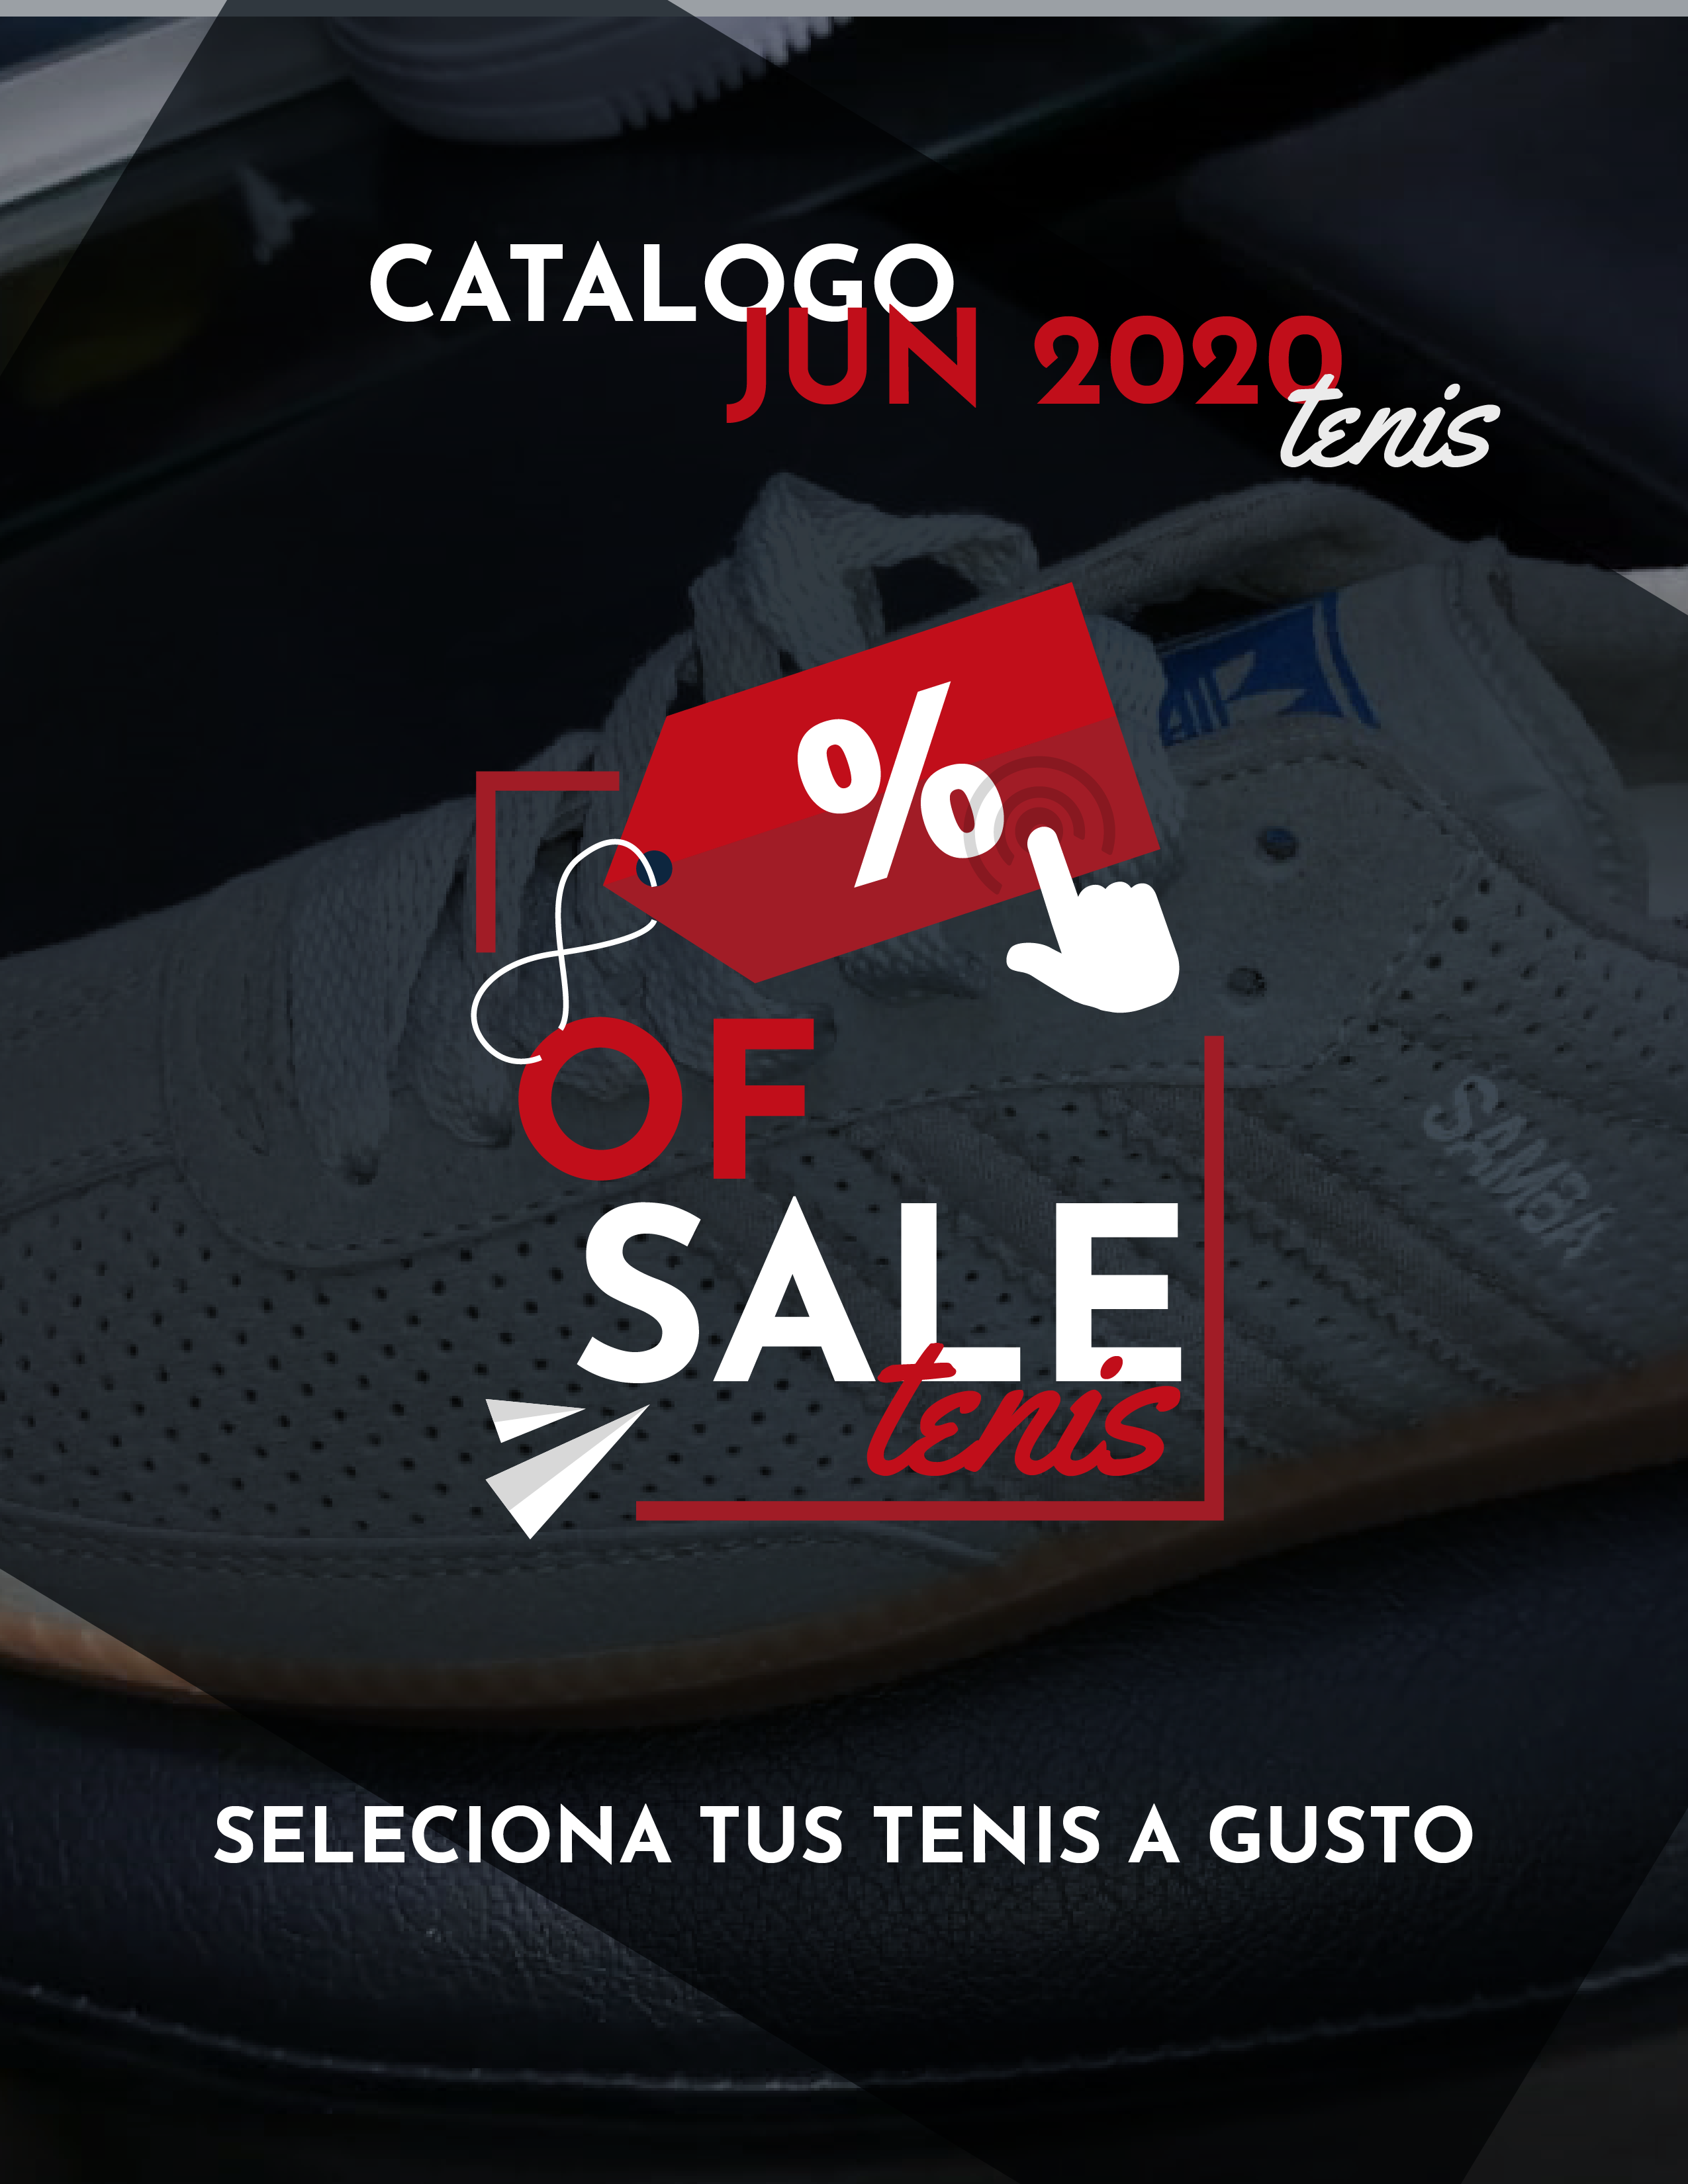 CATALOGO
JUN 2020
tenis
%
OF
SALE
tenis
SAMBA
SELECIONA TUS TENIS A GUSTO